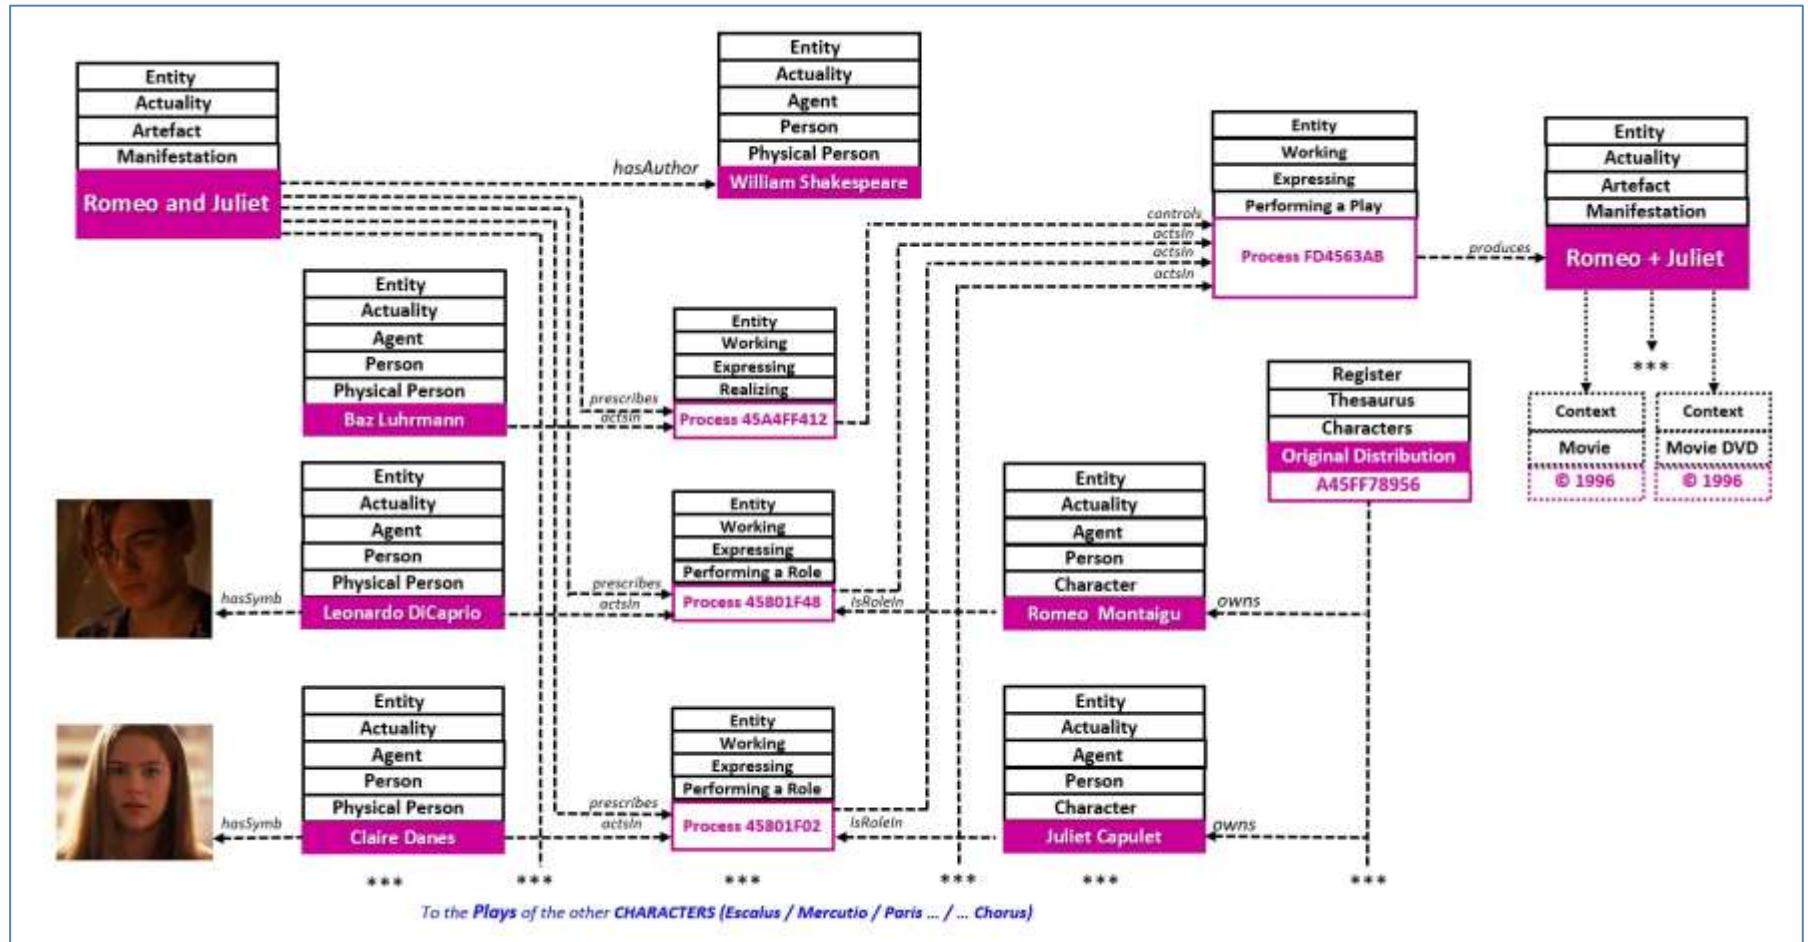 Entity
Actuality
Artefact
Manifestation
Romeo and Juliet
hasAuthor
Entity
Actuality
Agent
Person
Physical Person
William Shakespeare
Entity
Working
Expressing
Performing a Play
Process FD4563AB
controls
actsIn
actsIn
actsIn
produces
Entity
Actuality
Artefact
Manifestation
Romeo + Juliet
***
Context
Movie
© 1996
Context
Movie DVD
© 1996
Entity
Actuality
Agent
Person
Physical Person
Baz Luhrmann
prescribes
actsIn
Entity
Working
Expressing
Realizing
Process 45A4FF412
Register
Thesaurus
Characters
Original Distribution
A45FF78956
hasSymb
Entity
Actuality
Agent
Person
Physical Person
Leonardo DiCaprio
prescribes
actsIn
Entity
Working
Expressing
Performing a Role
Process 45801F48
IsRoleIn
Entity
Actuality
Agent
Person
Character
Romeo Montaigu
owns
hasSymb
Entity
Actuality
Agent
Person
Physical Person
Claire Danes
prescribes
actsIn
Entity
Working
Expressing
Performing a Role
Process 45801F02
IsRoleIn
Entity
Actuality
Agent
Person
Character
Juliet Capulet
owns
*** *** *** *** *** ***
To the Plays of the other CHARACTERS (Escalus / Mercutio / Paris ... / ... Chorus)